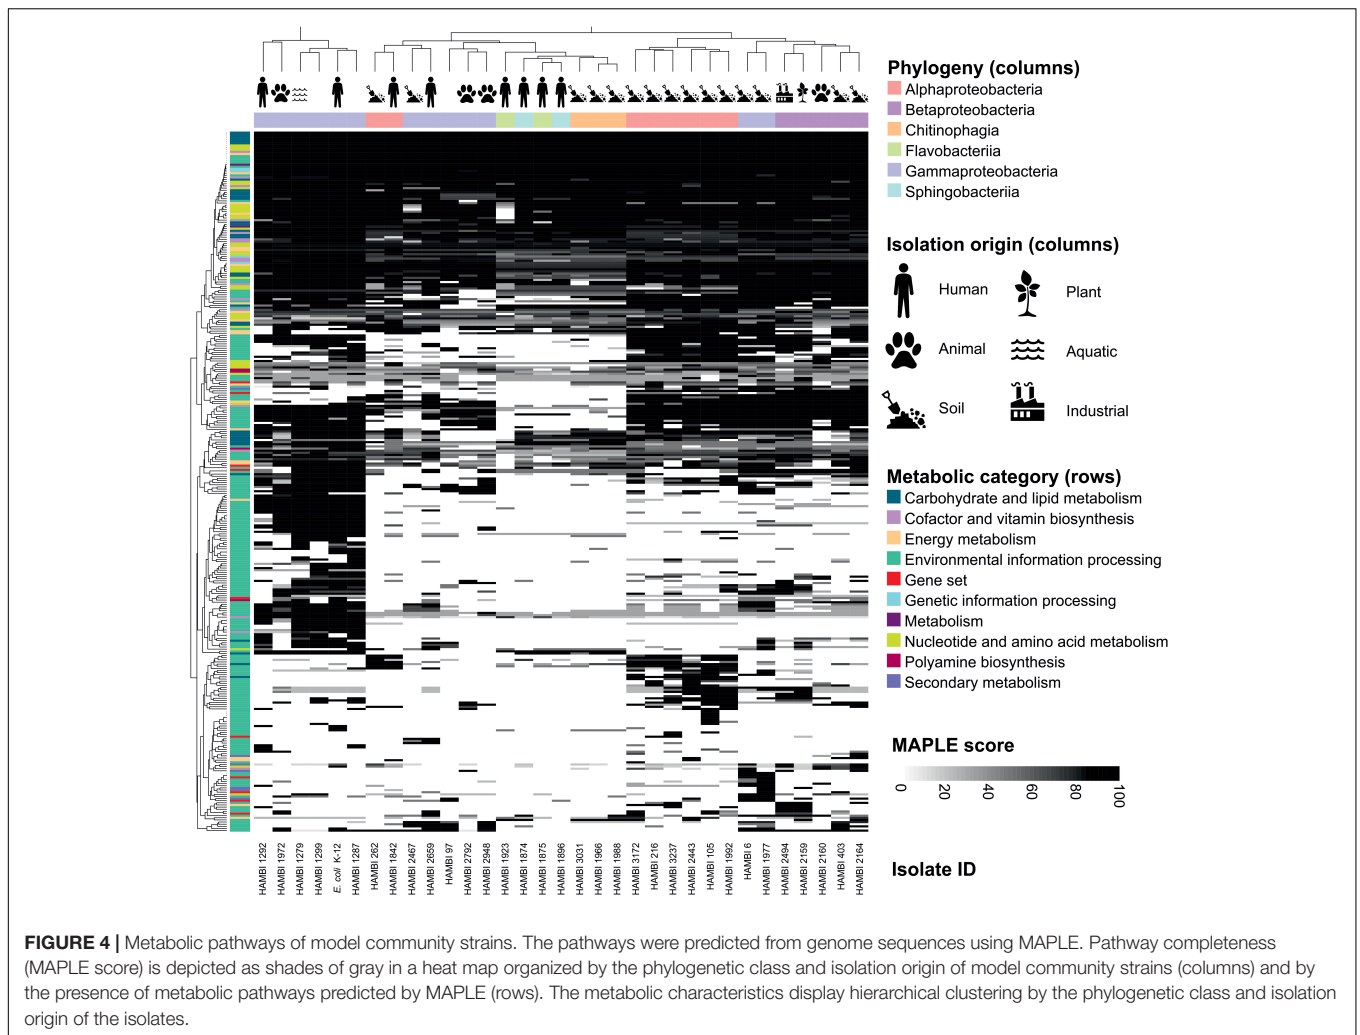 Phylogeny (columns)
Alphaproteobacteria
Betaproteobacteria
Chitinophagia
Flavobacteriia
Gammaproteobacteria
Sphingobacteriia
Isolation origin (columns)
Human
Plant
Animal
Aquatic
Soil
Industrial
Metabolic category (rows)
Carbohydrate and lipid metabolism
Cofactor and vitamin biosynthesis
Energy metabolism
Environmental information processing
Gene set
Genetic information processing
Metabolism
Nucleotide and amino acid metabolism
Polyamine biosynthesis
Secondary metabolism
MAPLE score
0
20
40
60
80
100
HAMBI 1292
HAMBI 1972
HAMBI 1279
HAMBI 1299
E. coli K-12
HAMBI 1287
HAMBI 262
HAMBI 1842
HAMBI 2467
HAMBI 2659
HAMBI 97
HAMBI 2792
HAMBI 2948
HAMBI 1923
HAMBI 1874
HAMBI 1875
HAMBI 1896
HAMBI 3031
HAMBI 1966
HAMBI 1988
HAMBI 3172
HAMBI 216
HAMBI 3237
HAMBI 2443
HAMBI 105
HAMBI 1992
HAMBI 6
HAMBI 1977
HAMBI 2494
HAMBI 2159
HAMBI 2160
HAMBI 403
HAMBI 2164
Isolate ID
FIGURE 4 | Metabolic pathways of model community strains. The pathways were predicted from genome sequences using MAPLE. Pathway completeness
(MAPLE score) is depicted as shades of gray in a heat map organized by the phylogenetic class and isolation origin of model community strains (columns) and by
the presence of metabolic pathways predicted by MAPLE (rows). The metabolic characteristics display hierarchical clustering by the phylogenetic class and isolation
origin of the isolates.